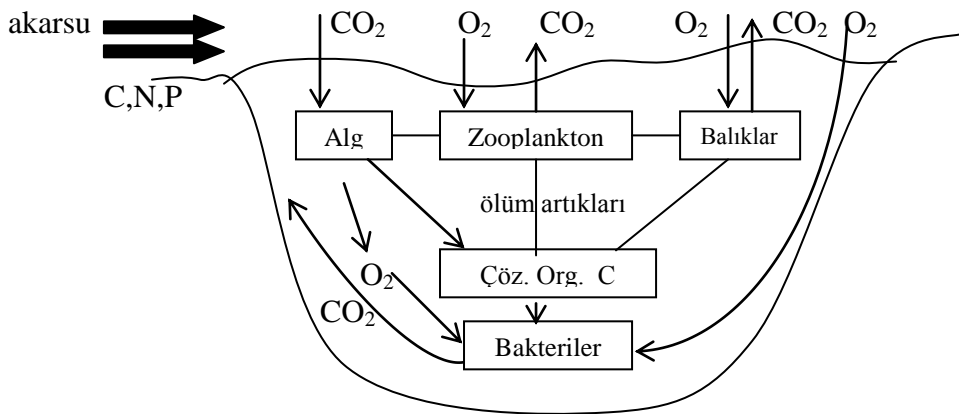 akarsu
CO₂
O₂
CO₂
O₂
CO₂
O₂
C,N,P
Alg
Zooplankton
Balıklar
ölüm artıkları
O₂
Çöz. Org. C
CO₂
Bakteriler